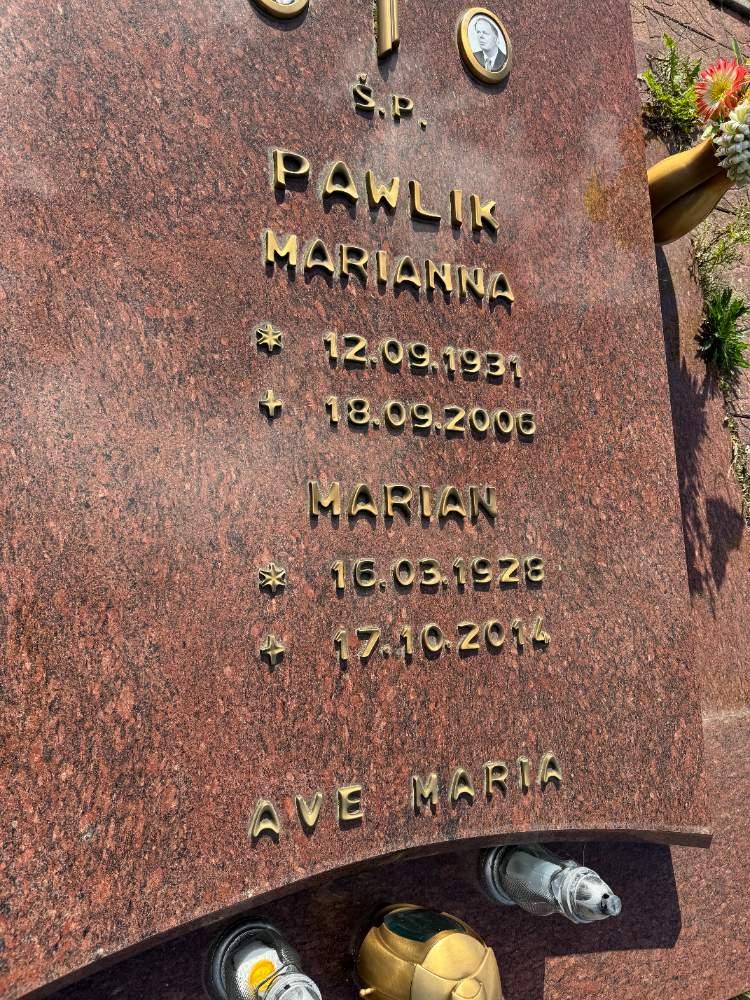 Ś.P.
PAWLIK
MARIANNA
* 12.09.1931
+ 18.09.2006
MARIAN
* 16.03.1928
+ 17.10.2014
AVE MARIA